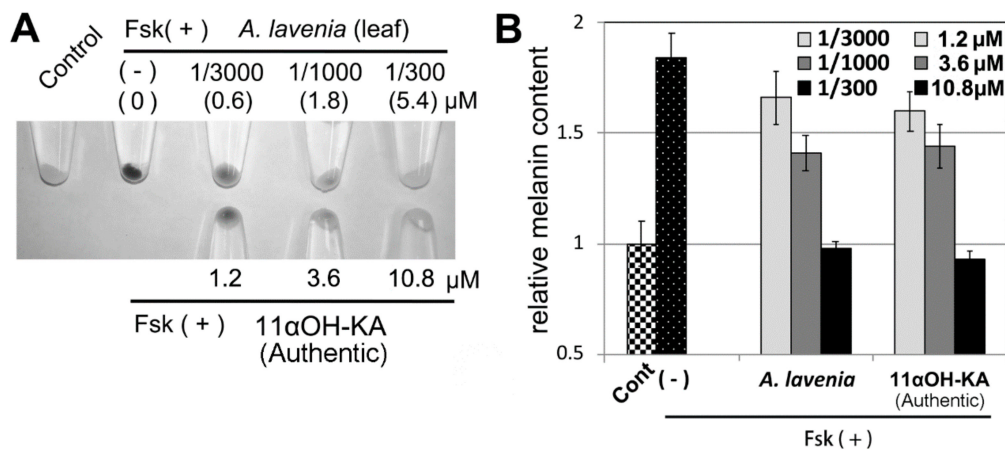 A
Control
Fsk( + ) A. lavenia (leaf)
( - ) 1/3000 1/1000 1/300
( 0 ) (0.6) (1.8) (5.4) μM
1.2 3.6 10.8 μM
Fsk ( + ) 11αOH-KA
(Authentic)
B
relative melanin content
2
1.5
1
0.5
1/3000 1.2 μM
1/1000 3.6 μM
1/300 10.8μM
Cont ( - ) A. lavenia 11αOH-KA
(Authentic)
Fsk ( + )